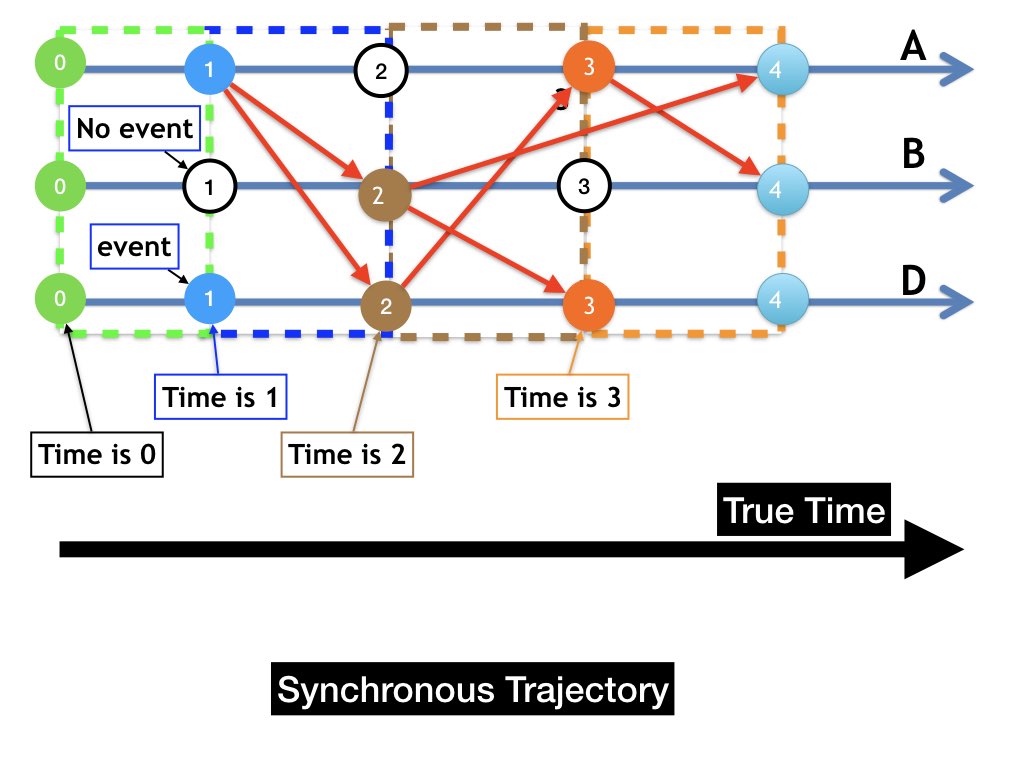 0 1 2 3 4 A
No event
0 1 2 3 4 B
event
0 1 2 3 4 D
Time is 1
Time is 3
Time is 0
Time is 2
True Time
Synchronous Trajectory